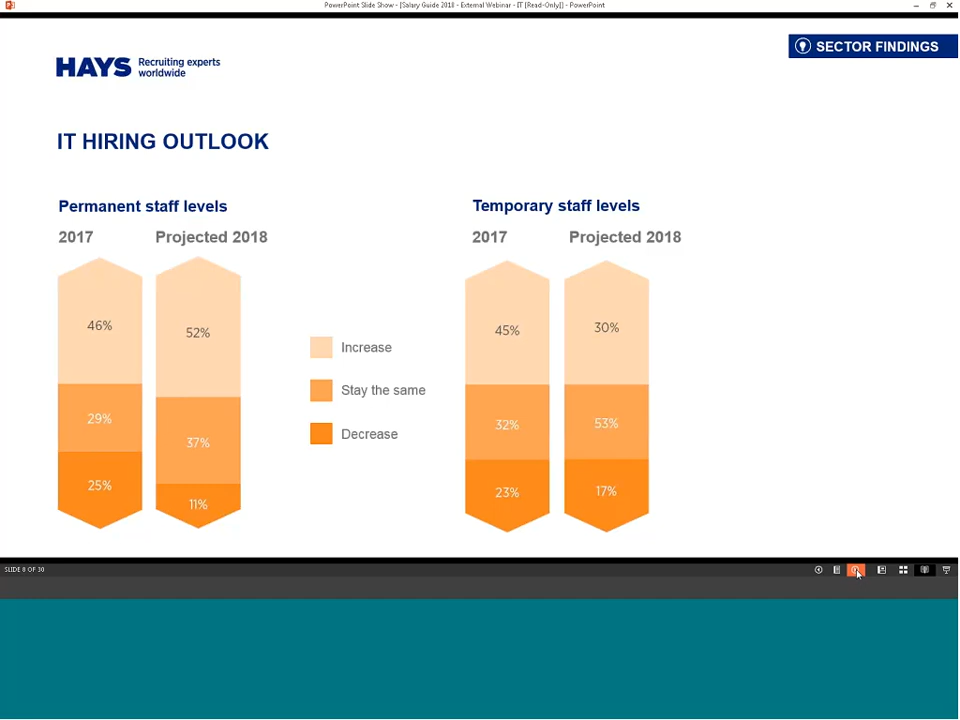 PowerPoint Slide Show - [Salary Guide 2018 - External Webinar - IT [Read-Only]] - PowerPoint
SECTOR FINDINGS
HAYS Recruiting experts
worldwide
IT HIRING OUTLOOK
Permanent staff levels
2017 Projected 2018
46% 52%
29% 37%
25% 11%
Increase
Stay the same
Decrease
Temporary staff levels
2017 Projected 2018
45% 30%
32% 53%
23% 17%
SLIDE 8 OF 30